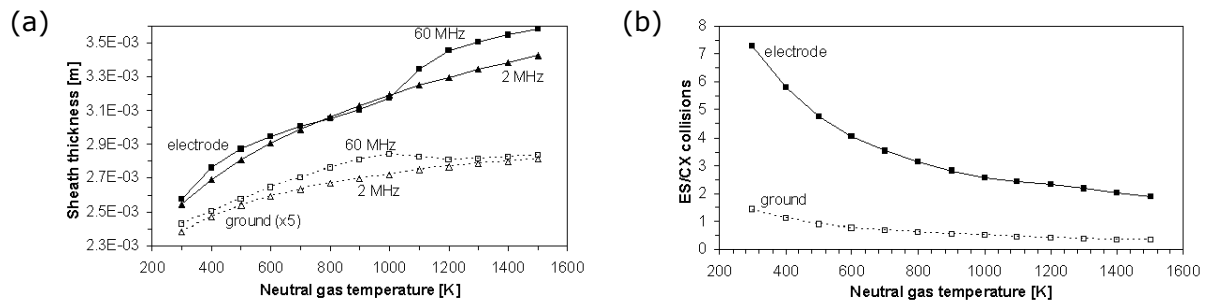 (a)
3.5E-03
3.3E-03
3.1E-03
2.9E-03
2.7E-03
2.5E-03
2.3E-03
Sheath thickness [m]
60 MHz
2 MHz
electrode
60 MHz
2 MHz
ground (x5)
200 400 600 800 1000 1200 1400 1600
Neutral gas temperature [K]
(b)
8
7
6
5
4
3
2
1
0
ES/CX collisions
electrode
ground
200 400 600 800 1000 1200 1400 1600
Neutral gas temperature [K]